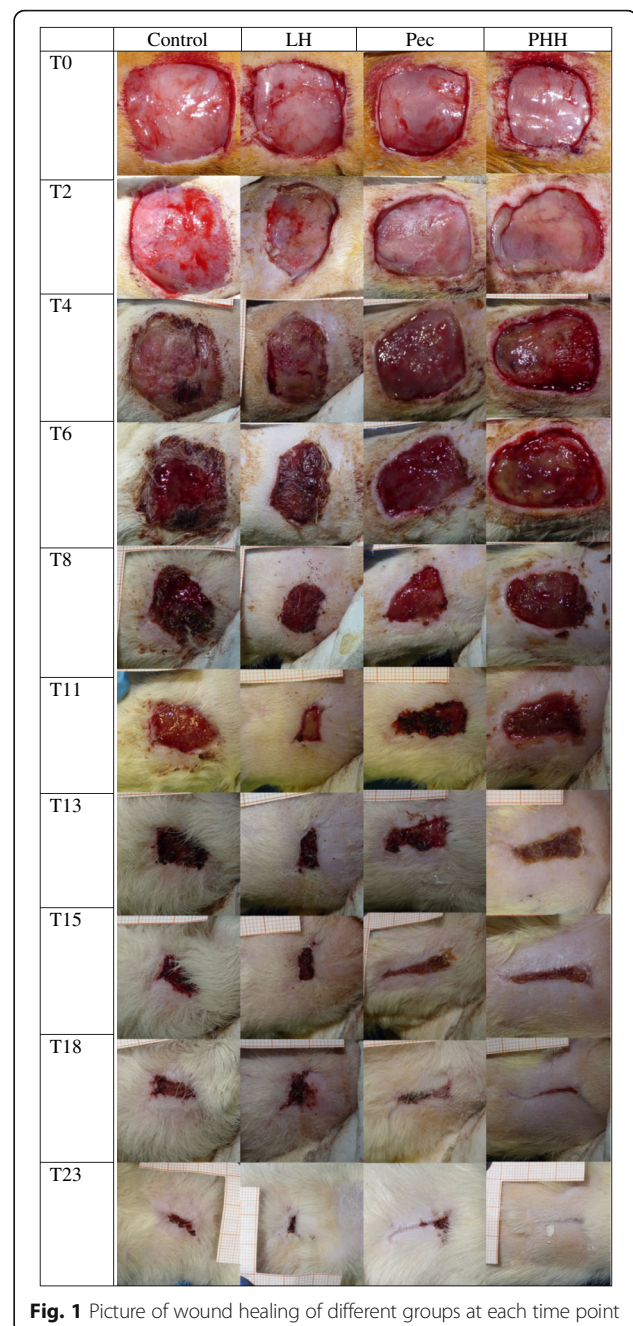 Control LH Pec PHH
T0
T2
T4
T6
T8
T11
T13
T15
T18
T23
Fig. 1 Picture of wound healing of different groups at each time point